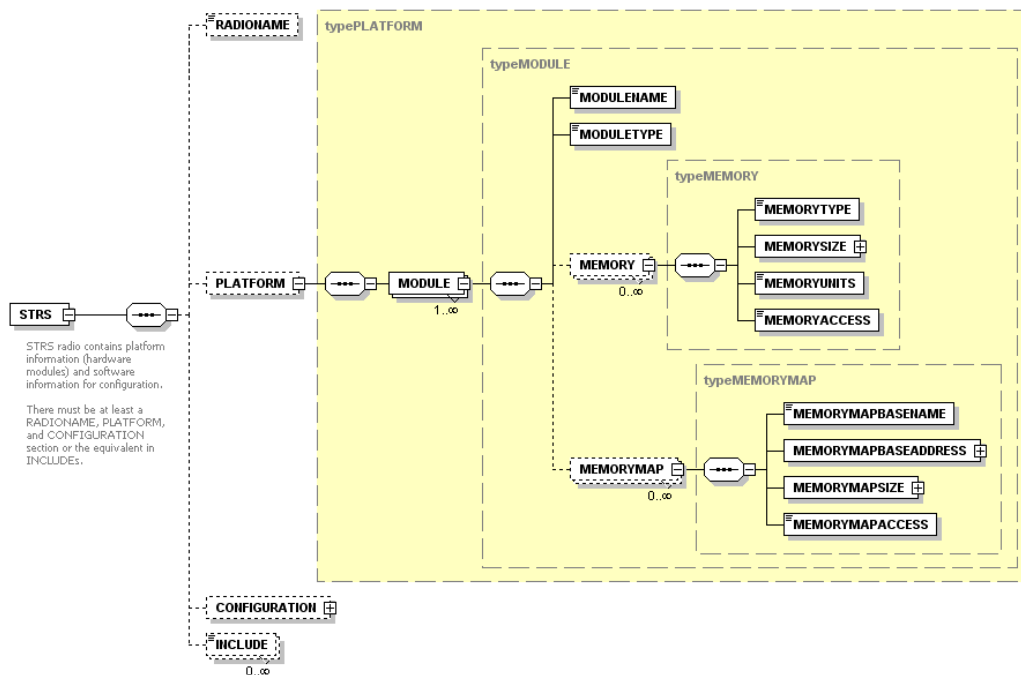 RADIONAME
typePLATFORM
typeMODULE
MODULENAME
MODULETYPE
typeMEMORY
MEMORYTYPE
MEMORYSIZE
MEMORY
0..∞
MEMORYUNITS
MEMORYACCESS
PLATFORM
MODULE
1..∞
STRS
STRS radio contains platform
information (hardware
modules) and software
information for configuration.
There must be at least a
RADIONAME, PLATFORM,
and CONFIGURATION
section or the equivalent in
INCLUDEs.
typeMEMORYMAP
MEMORYMAPBASENAME
MEMORYMAPBASEADDRESS
MEMORYMAP
0..∞
MEMORYMAPSIZE
MEMORYMAPACCESS
CONFIGURATION
INCLUDE
0..∞